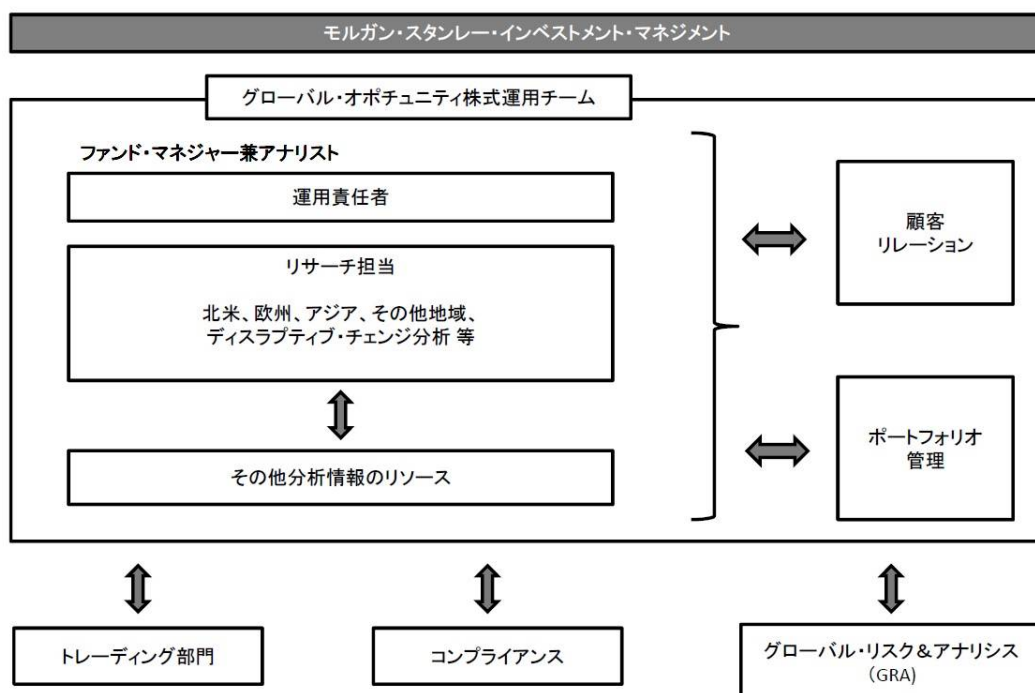 モルガン・スタンレー・インベストメント・マネジメント
グローバル・オポチュニティ株式運用チーム
ファンド・マネジャー兼アナリスト
運用責任者
リサーチ担当
北米、欧州、アジア、その他地域、
ディスラプティブ・チェンジ分析 等
その他分析情報のリソース
顧客
リレーション
ポートフォリオ
管理
トレーディング部門
コンプライアンス
グローバル・リスク&アナリシス
(GRA)